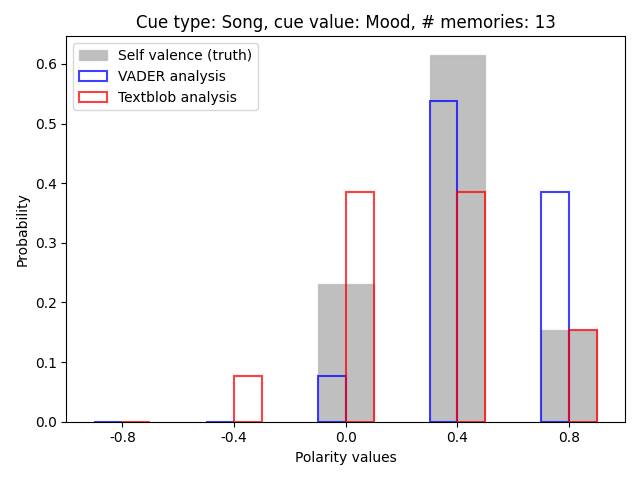 Cue type: Song, cue value: Mood, # memories: 13
Self valence (truth)
VADER analysis
Textblob analysis
Probability
0.6
0.5
0.4
0.3
0.2
0.1
0.0
-0.8 -0.4 0.0 0.4 0.8
Polarity values